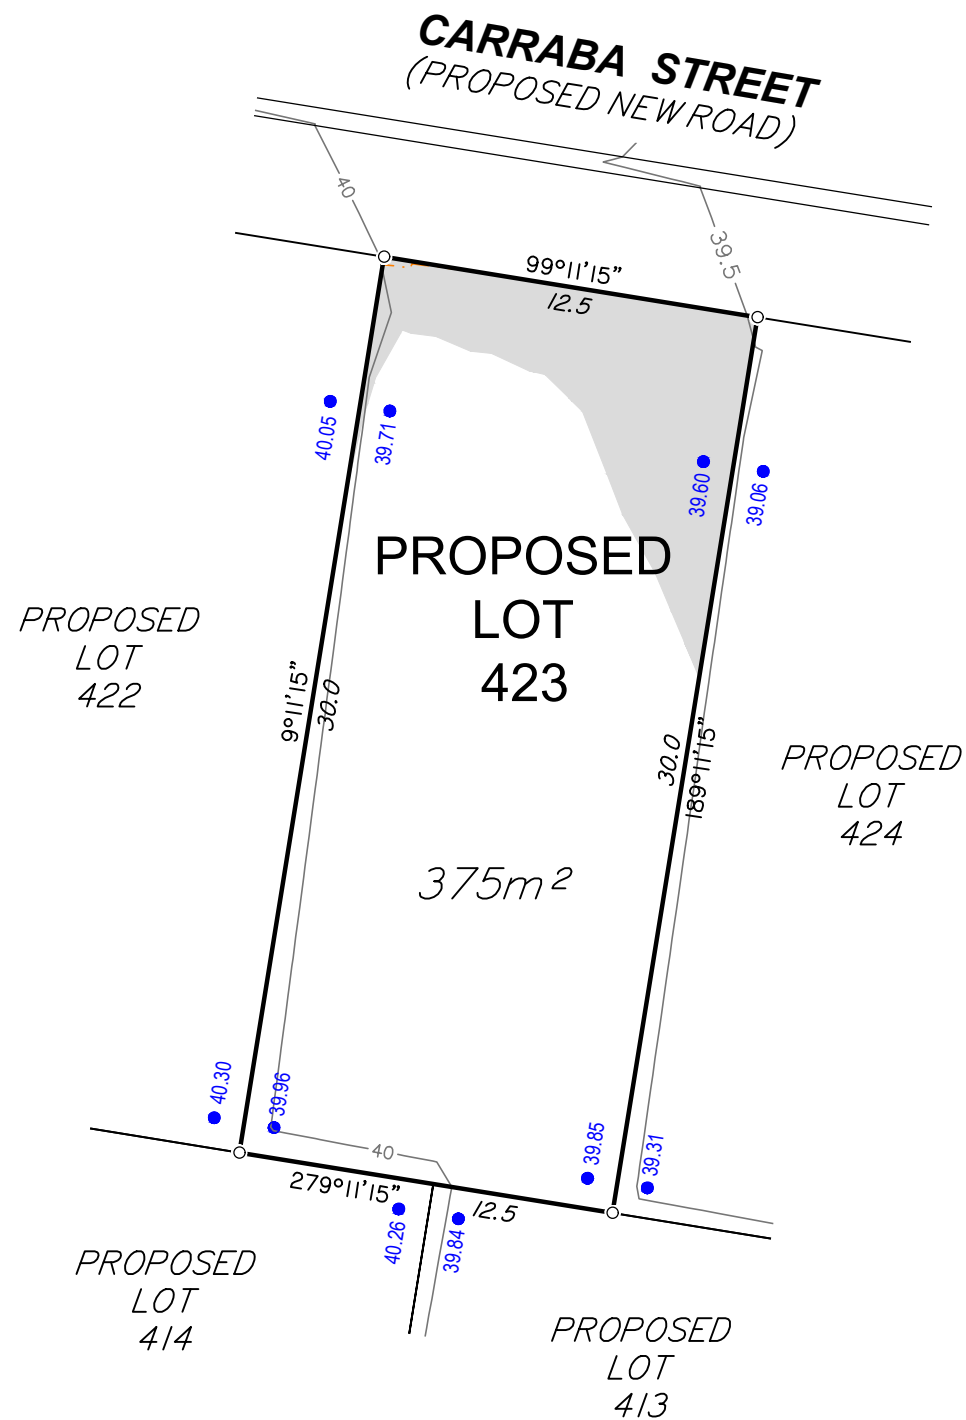 CARRABA STREET
(PROPOSED NEW ROAD)
40
39.5
99°11'15"
12.5
40.05
39.71
39.60
39.06
PROPOSED
LOT
423
PROPOSED
LOT
422
9°11'15"
30.0
30.0
189°11'15"
PROPOSED
LOT
424
375m²
40.30
39.96
40
39.85
39.31
279°11'15"
12.5
40.26
39.84
PROPOSED
LOT
414
PROPOSED
LOT
413